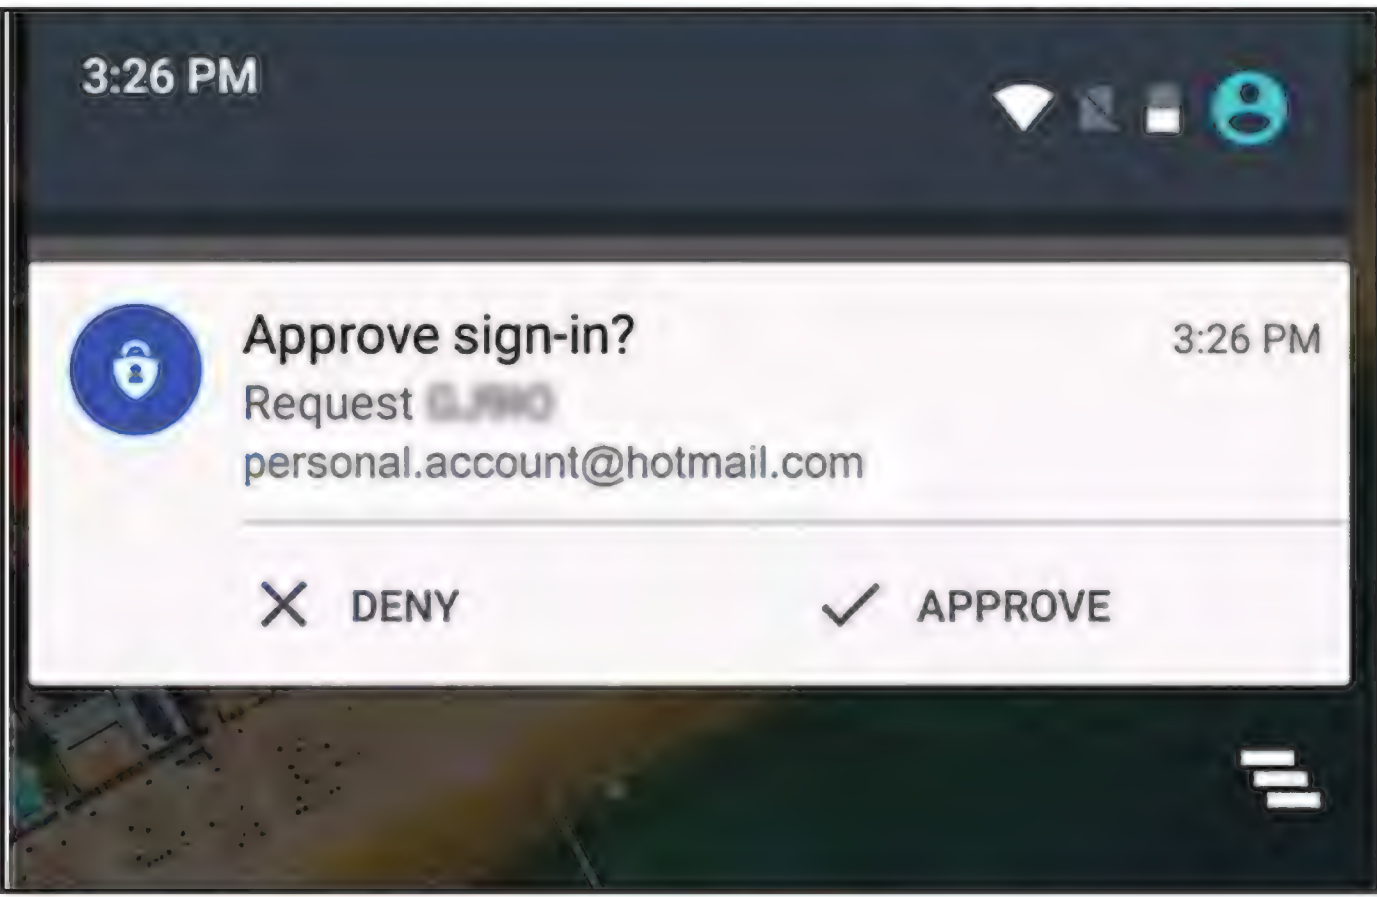 3:26 PM
Approve sign-in?
3:26 PM
Request
personal.account@hotmail.com
DENY
APPROVE